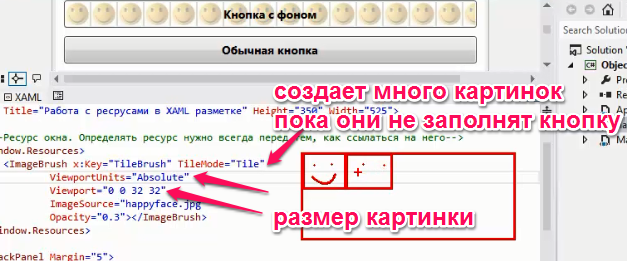 Кнопка с фоном
Обычная кнопка
Search Solution
Solution
Objec
Pro
Re
XAML
Title="Работа с ресрусами в XAML разметке" Height="350" Width="525">
создает много картинок
пока они не заполнят кнопку
-Ресурс окна. Определять ресурс нужно всегда перед тем, как ссылаться на него-->
ndow.Resources>
<ImageBrush x:Key="TileBrush" TileMode="Tile"
ViewportUnits="Absolute"
Viewport="0 0 32 32"
ImageSource="happyface.jpg
Opacity="0.3"></ImageBrush>
размер картинки
ndow.Resources>
ackPanel Margin="5">